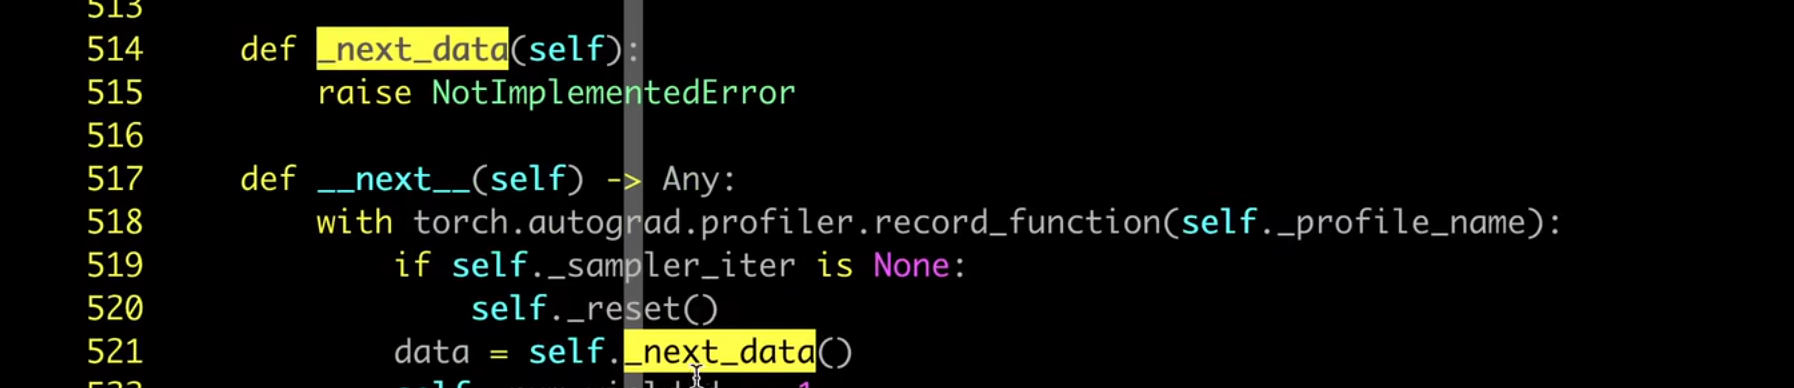 513
514 def _next_data(self):
515 raise NotImplementedError
516
517 def __next__(self) -> Any:
518 with torch.autograd.profiler.record_function(self._profile_name):
519 if self._sampler_iter is None:
520 self._reset()
521 data = self._next_data()